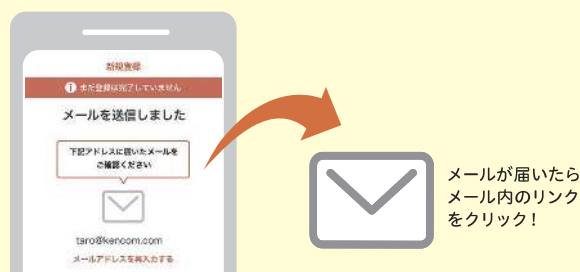 新規登録
まだ登録は完了していません
メールを送信しました
下記アドレスに届いたメールを
ご確認ください
taro@kencom.com
メールアドレスを再入力する
メールが届いたら
メール内のリンク
をクリック！